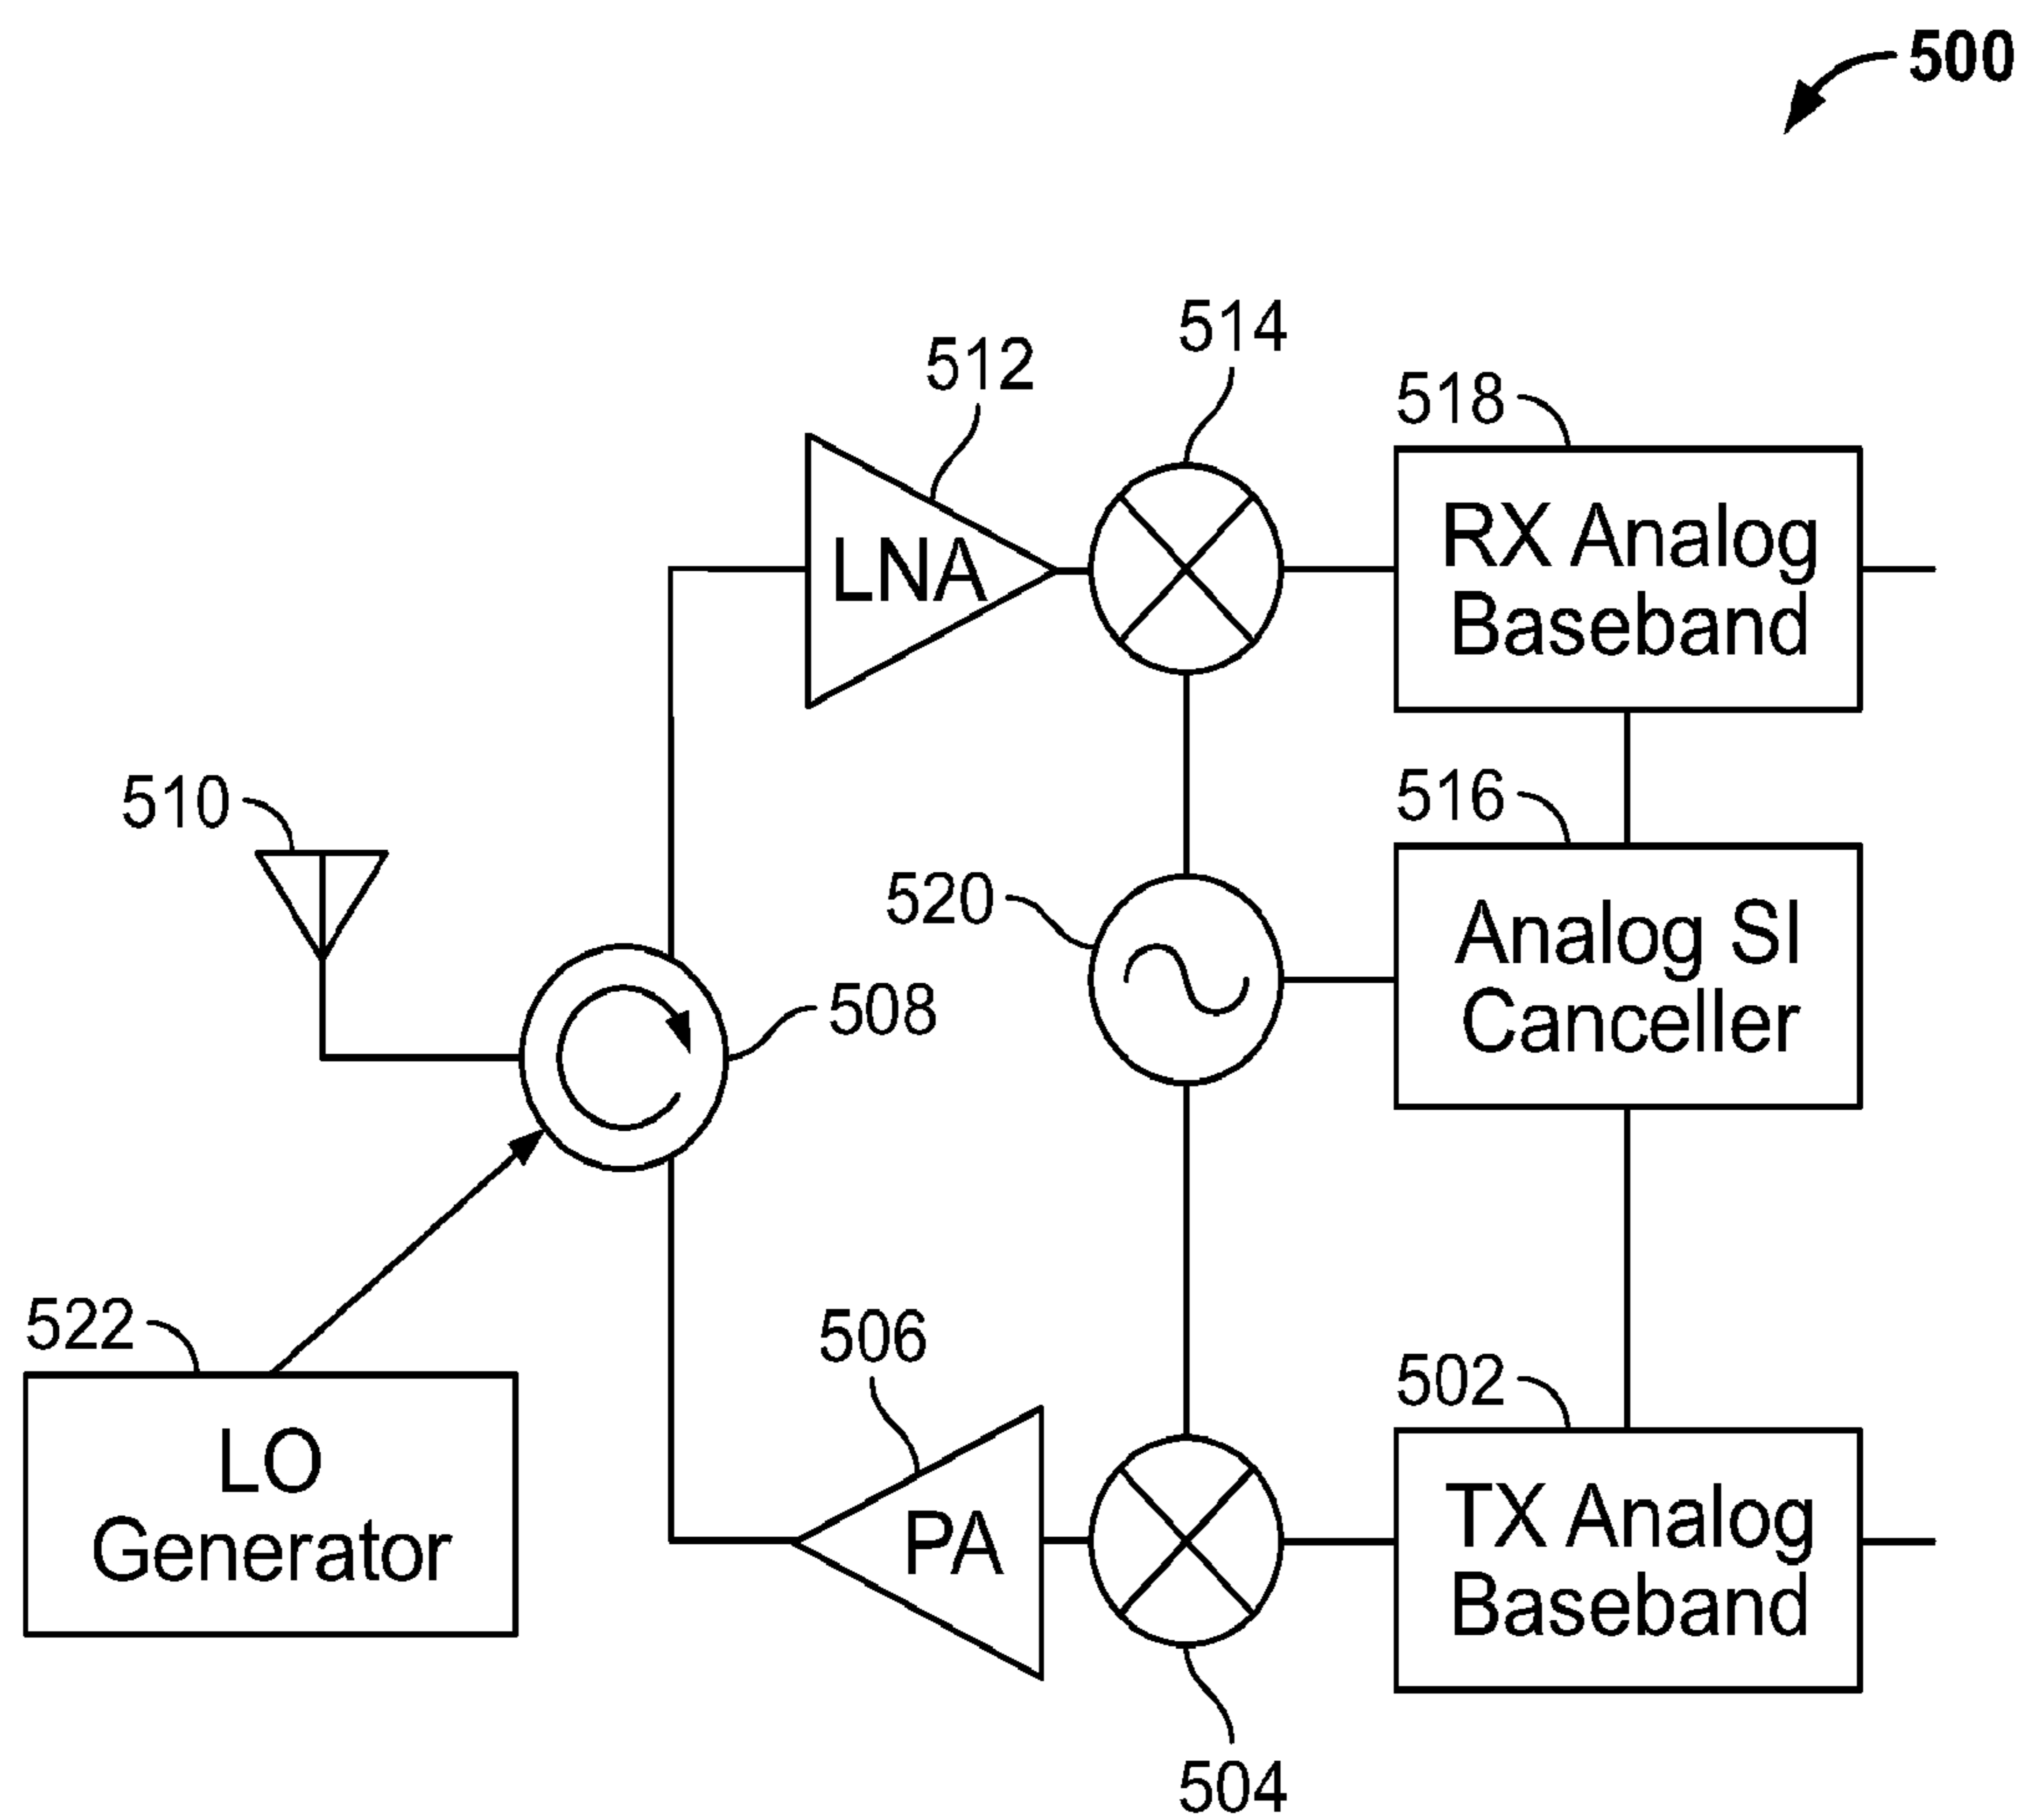 500
514
512
518
RX Analog
Baseband
LNA
510
516
520
Analog SI
Canceller
508
522
506
502
LO
Generator
PA
TX Analog
Baseband
504